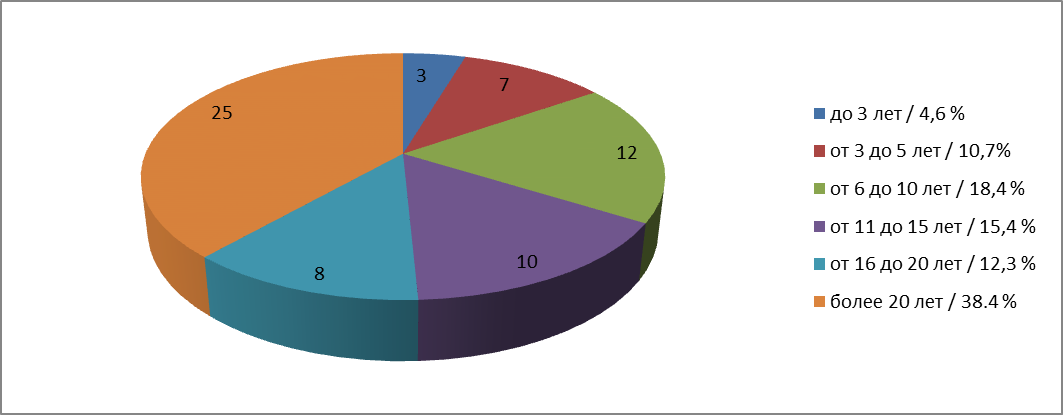 3
7
12
10
8
25
до 3 лет / 4,6 %
от 3 до 5 лет / 10,7%
от 6 до 10 лет / 18,4 %
от 11 до 15 лет / 15,4 %
от 16 до 20 лет / 12,3 %
более 20 лет / 38.4 %